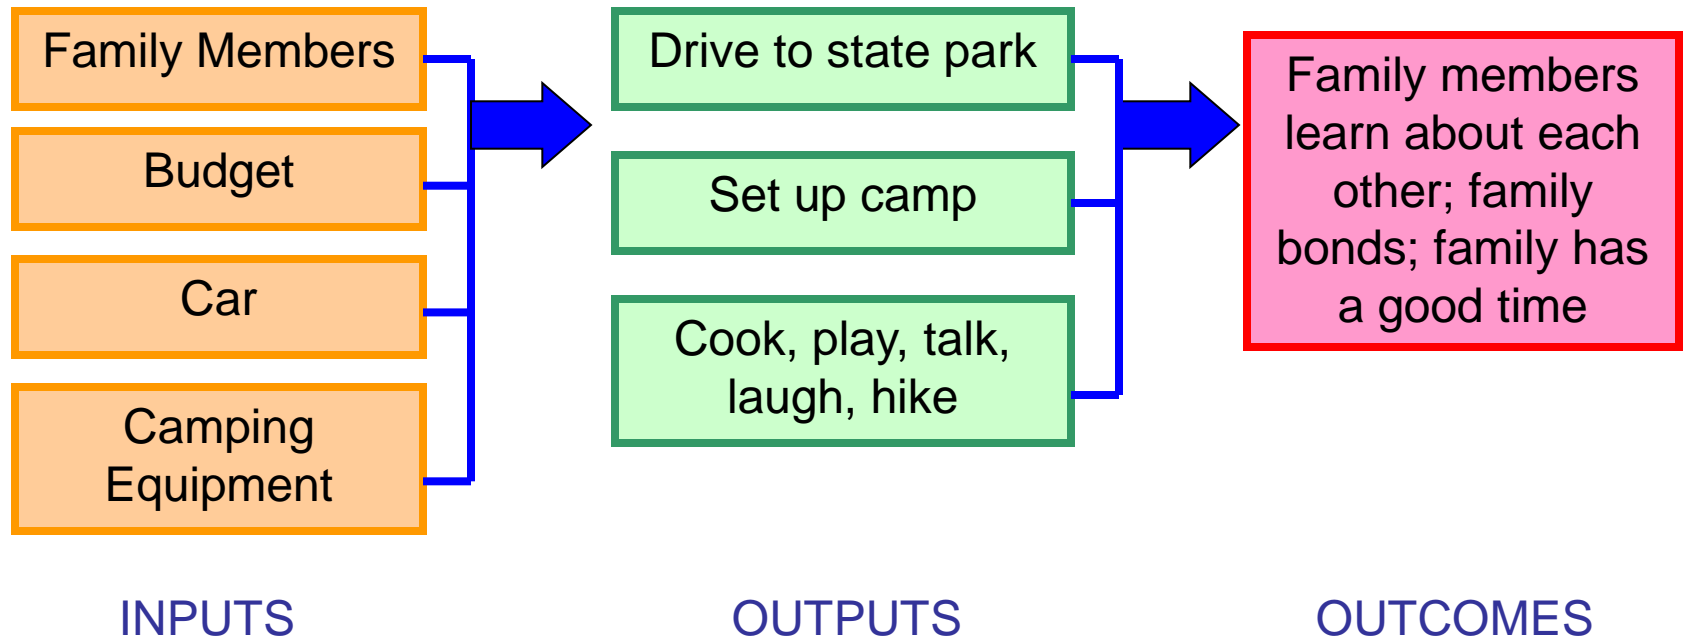 Family Members
Budget
Car
Camping
Equipment
INPUTS
Drive to state park
Set up camp
Cook, play, talk,
laugh, hike
OUTPUTS
Family members
learn about each
other; family
bonds; family has
a good time
OUTCOMES